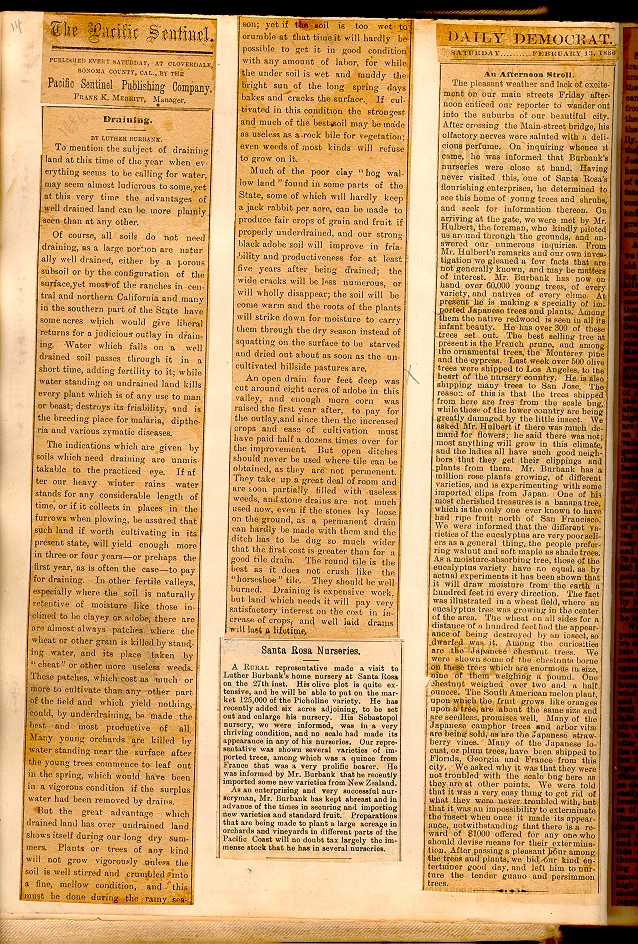 14
The Pacific Sentinel.
PUBLISHED EVERY SATURDAY, AT CLOVERDALE,
SONOMA COUNTY, CAL., BY THE
Pacific Sentinel Publishing Company.
FRANK K. MERRITT, Manager.
Draining.
BY LUTHER BURBANK.
To mention the subject of draining
land at this time of the year when ev-
erything seems to be calling for water,
may seem almost ludicrous to some, yet
at this very time the advantages of
well drained land can be more plainly
seen than at any other.
Of course, all soils do not need
draining, as a large portion are natur
ally well drained, either by a porous
subsoil or by the configuration of the
surface, yet most of the ranches in cen-
tral and northern California and many
in the southern part of the State have
some acres which would give liberal
returns for a judicious outlay in drain-
ing. Water which falls on a well
drained soil passes through it in a
short time, adding fertility to it; while
water standing on undrained land kills
every plant which is of any use to man
or beast; destroys its friability, and is
the breeding place for malaria, dipthe-
ria and various zymatic diseases.
The indications which are given by
soils which need draining are unmis
takable to the practiced eye. If af
ter our heavy winter rains water
stands for any considerable length of
time, or if it collects in places in the
furrows when plowing, be assured that
such land if worth cultivating in its
present state, will yield enough more
in three or four years—or prehaps the
first year, as is often the case—to pay
for draining. In other fertile valleys,
especially where the soil is naturally
retentive of moisture like those in-
clined to be clayey or adobe, there are
are almost always patches where the
wheat or other grain is killed by stand-
ing water, and its place taken by
"cheat" or other more useless weeds.
These patches, which cost as much or
more to cultivate than any other part
of the field and which yield nothing,
could, by underdraining, be made the
best and most productive of all.
Many young orchards are killed by
water standing near the surface after
the young trees commence to leaf out
in the spring, which would have been
in a vigorous condition if the surplus
water had been removed by drains.
But the great advantage which
drained land has over undrained land
shows itself during our long dry sum-
mers. Plants or trees of any kind
will not grow vigorously unless the
soil is well stirred and crumbled into
a fine, mellow condition, and this
must be done during the rainy sea-
son; yet if the soil is too wet to
crumble at that time it will hardly be
possible to get it in good condition
with any amount of labor, for while
the under soil is wet and muddy the
bright sun of the long spring days
bakes and cracks the surface. If cul-
tivated in this condition the strongest
and much of the best soil may be made
as useless as a rock bile for vegetation;
even weeds of most kinds will refuse
to grow on it.
Much of the poor clay "hog wal-
low land" found in some parts of the
State, some of which will hardly keep
a jack rabbit per acre, can be made to
produce fair crops of grain and fruit if
properly underdrained, and our strong
black adobe soil will improve in fria-
bility and productiveness for at least
five years after being drained; the
wide cracks will be less numerous, or
will wholly disappear; the soil will be
come warm and the roots of the plants
will strike down for moisture to carry
them through the dry season instead of
squatting on the surface to be starved
and dried out about as soon as the un-
cultivated hillside pastures are.
An open drain four feet deep was
cut around eight acres of adobe in this
valley, and enough more corn was
raised the first year after, to pay for
the outlay, and since then the increased
crops and ease of cultivation must
have paid half a dozens times over for
the improvement. But open ditches
should never be used where tile can be
obtained, as they are not permenent.
They take up a great deal of room and
are soon partially filled with useless
weeds, and stone drains are not much
used now, even if the stones lay loose
on the ground, as a permanent drain
can hardly be made with them and the
ditch has to be dug so much wider
that the first cost is greater than for a
good tile drain. The round tile is the
best as it does not crush like the
"horseshoe" tile. They should be well
burned. Draining is expensive work,
but land which needs it will pay very
satisfactory interest on the cost in in-
crease of crops, and well laid drains
will last a lifetime.
Santa Rosa Nurseries.
A RURAL representative made a visit to
Luther Burbank's home nursery at Santa Rosa
on the 27th inst. His olive plot is quite ex-
tensive, and he will be able to put on the mar-
ket 125,000 of the Picholine variety. He has
recently added six acres adjoining, to be set
out and enlarge his nursery. His Sebastopol
nursery, we were informed, was in a very
thriving condition, and no scale had made its
appearance in any of his nurseries. Our repre-
sentative was shown several varieties of im-
ported trees, among which was a quince from
France that was a very prolific bearer. He
was informed by Mr. Burbank that he recently
imported some new varieties from New Zealand.
As an enterprising and very successful nur-
seryman, Mr. Burbank has kept abreast and in
advance of the times in securing and importing
new varieties and standard fruit. Preparations
that are being made to plant a large acreage in
orchards and vineyards in different parts of the
Pacific Coast will no doubt tax largely the im-
mense stock that he has in several nurseries.
DAILY DEMOCRAT.
SATURDAY........FEBRUARY 13, 1886
An Afternoon Stroll.
The pleasant weather and lack of excite-
ment on our main streets Friday after-
noon enticed our reporter to wander out
into the suburbs of our beautiful city.
After crossing the Main-street bridge, his
olfactory nerves were saluted with a deli-
cious perfume. On inquiring whence it
came, he was informed that Burbank's
nurseries were close at hand. Having
never visited this, one of Santa Rosa's
flourishing enterprises, he determined to
see this home of young trees and shrubs,
and seek for information thereon. On
arriving at the gate, we were met by Mr.
Hulbert, the foreman, who kindly piloted
us around through the grounds, and an-
swered our numerous inquiries. From
Mr. Hulbert's remarks and our own inves-
tigation we gleaned a few facts that are
not generally known, and may be matters
of interest. Mr. Burbank has now on
hand over 60,000 young trees, of every
variety, and natives of every clime. At
present he is making a specialty of im-
ported Japanese trees and plants. Among
them the native redwood is seen in all its
infant beauty. He has over 300 of these
trees set out. The best selling tree at
present is the French prune, and among
the ornamental trees, the Monterey pine
and the cypress. Last week over 500 olive
trees were shipped to Los Angeles, to the
heart of the nursery country. He is also
shipping many trees to San Jose. The
reason of this is that the trees shipped
from here are free from the scale bug,
while those of the lower country are being
greatly damaged by the little insect. We
asked Mr. Hulbert if there was much de-
mand for flowers; he said there was not,
most anything will grow in this climate,
and the ladies all have such good neigh-
bors that they get their clippings and
plants from them. Mr. Burbank has a
million rose plants growing, of different
varieties, and is experimenting with some
imported slips from Japan. One of his
most cherished treasures is a banana tree,
which is the only one ever known to have
had ripe fruit north of San Francisco.
We were informed that the different va-
rieties of the eucalyptus are very poor sell-
ers as a general thing, the people prefer-
ring walnut and soft maple as shade trees.
As a moisture-absorbing tree, those of the
eucalyptus variety have no equal, as by
actual experiments it has been shown that
it will draw moisture from the earth a
hundred feet in every direction. The fact
was illustrated in a wheat field, where an
eucalyptus tree was growing in the center
of the area. The wheat on all sides for a
distance of a hundred feet had the appear-
ance of being destroyed by an insect, so
dwarfed was it. Among the curiosities
are the Japanese chestnut trees. We
were shown some of the chestnuts borne
on these trees which are enormous in size,
nine of them weighing a pound. One
chestnut weighed over two and a half
ounces. The South American melon plant,
upon which the fruit grows like oranges
upon a tree, are about the same size and
are seedless, promises well. Many of the
Japanese camphor trees and arbor vitæ
are being sold, as are the Japanese straw-
berry vines. Many of the Japanese lo-
cust, or plum trees, have been shipped to
Florida, Georgia and France from this
city. We asked why it was that they were
not troubled with the scale bug here as
they are at other points. We were told
that it was a very easy thing to get rid of
what they were never troubled with, but
that it was an impossibility to exterminate
the insect when once it made its appear-
ance, notwithstanding that there is a re-
ward of $1000 offered for any one who
should devise means for their extermina-
tion. After passing a pleasant hour among
the trees and plants, we bid our kind en-
tertainer good day, and left him to nur-
ture the tender guano and persimmon
trees.